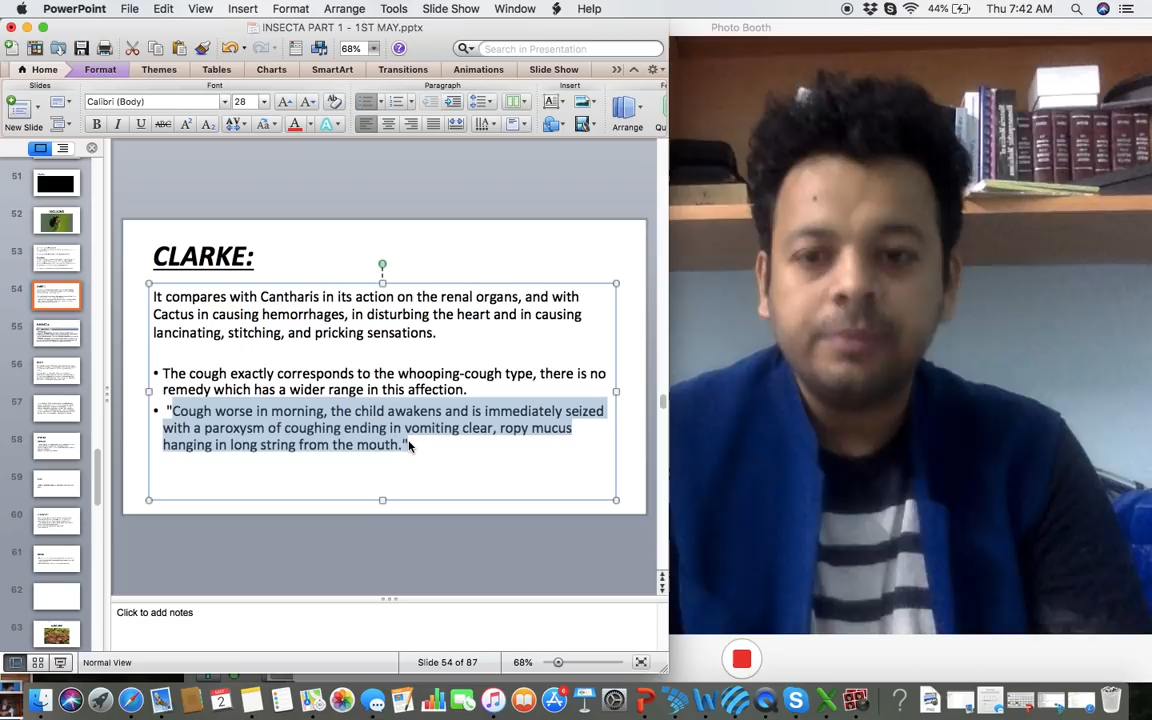 PowerPoint File Edit View Insert Format Arrange Tools Slide Show Window Help 44% Thu 7:42 AM
INSECTA PART 1 - 1ST MAY.pptx
Photo Booth
68% Search in Presentation
Home Format Themes Tables Charts SmartArt Transitions Animations Slide Show
Slides Font Paragraph Insert
Calibri (Body) 28
New Slide B I U ABC A² A₂ AV Aa A A Arrange Qu
51
52
53
54
55
56
57
58
59
60
61
62
63
CLARKE:
It compares with Cantharis in its action on the renal organs, and with
Cactus in causing hemorrhages, in disturbing the heart and in causing
lancinating, stitching, and pricking sensations.
• The cough exactly corresponds to the whooping-cough type, there is no
remedy which has a wider range in this affection.
• "Cough worse in morning, the child awakens and is immediately seized
with a paroxysm of coughing ending in vomiting clear, ropy mucus
hanging in long string from the mouth."
Click to add notes
Normal View Slide 54 of 87 68%